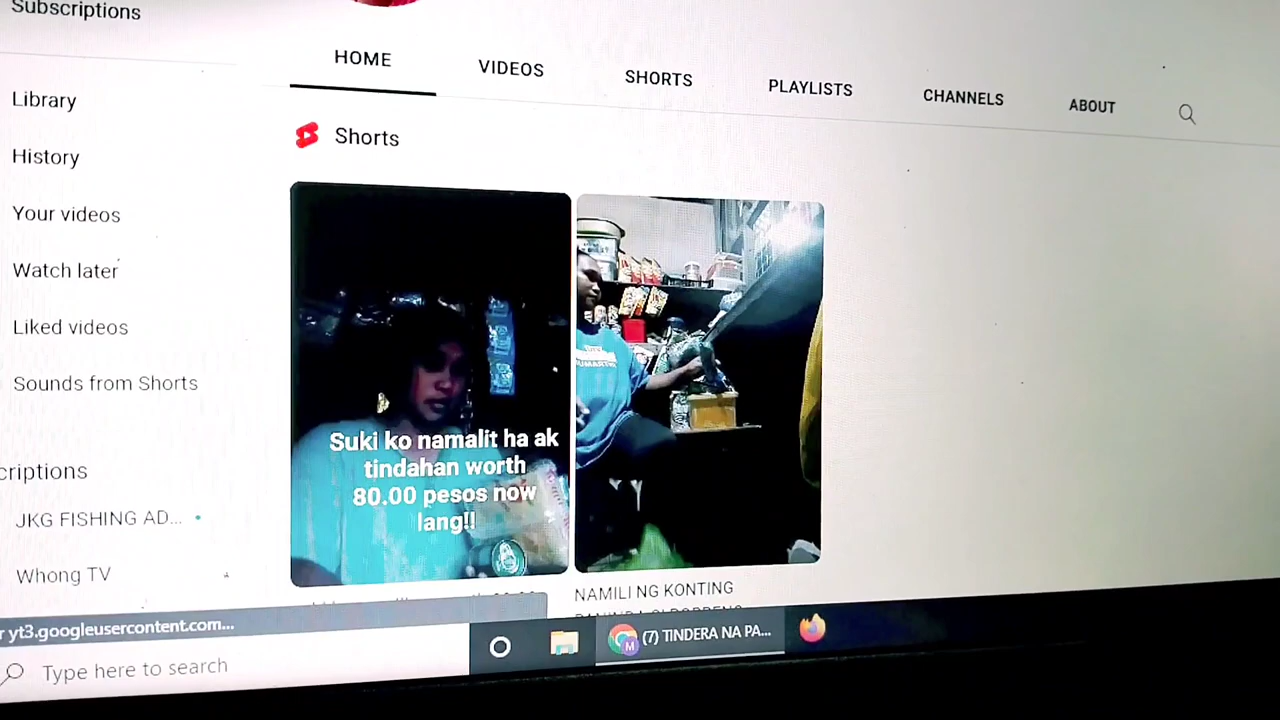 Subscriptions
HOME
VIDEOS
SHORTS
PLAYLISTS
CHANNELS
ABOUT
Library
History
Your videos
Watch later
Liked videos
Sounds from Shorts
criptions
JKG FISHING AD...
Whong TV
Shorts
Suki ko namalit ha ak
tindahan worth
80.00 pesos now
lang!!
NAMILI NG KONTING
r yt3.googleusercontent.com...
(7) TINDERA NA PA...
M
Type here to search